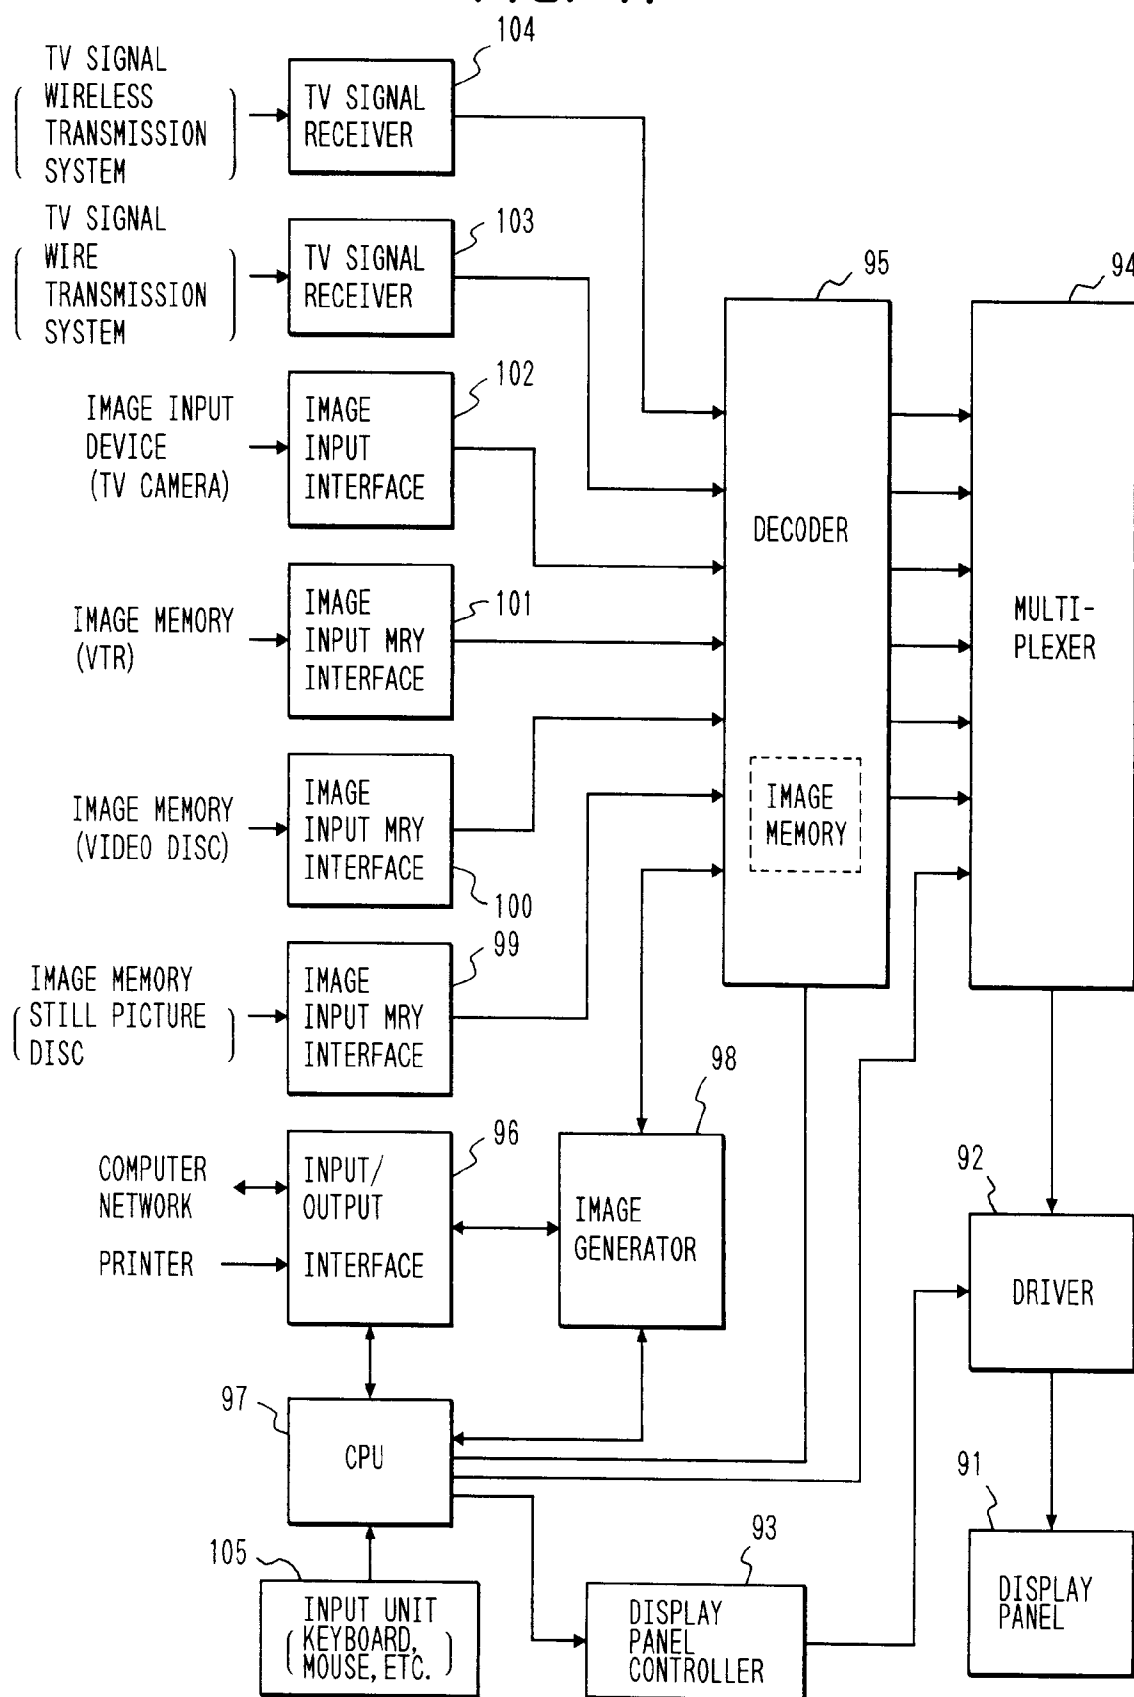 104
TV SIGNAL
WIRELESS
TRANSMISSION
SYSTEM
TV SIGNAL
RECEIVER
103
TV SIGNAL
WIRE
TRANSMISSION
SYSTEM
TV SIGNAL
RECEIVER
95
94
102
IMAGE INPUT
DEVICE
(TV CAMERA)
IMAGE
INPUT
INTERFACE
DECODER
MULTI-
PLEXER
101
IMAGE MEMORY
(VTR)
IMAGE
INPUT MRY
INTERFACE
IMAGE MEMORY
(VIDEO DISC)
IMAGE
INPUT MRY
INTERFACE
100
IMAGE
MEMORY
99
IMAGE MEMORY
STILL PICTURE
DISC
IMAGE
INPUT MRY
INTERFACE
98
96
COMPUTER
NETWORK
PRINTER
INPUT/
OUTPUT
INTERFACE
IMAGE
GENERATOR
92
DRIVER
97
CPU
91
DISPLAY
PANEL
105
INPUT UNIT
(KEYBOARD,
MOUSE, ETC.)
93
DISPLAY
PANEL
CONTROLLER